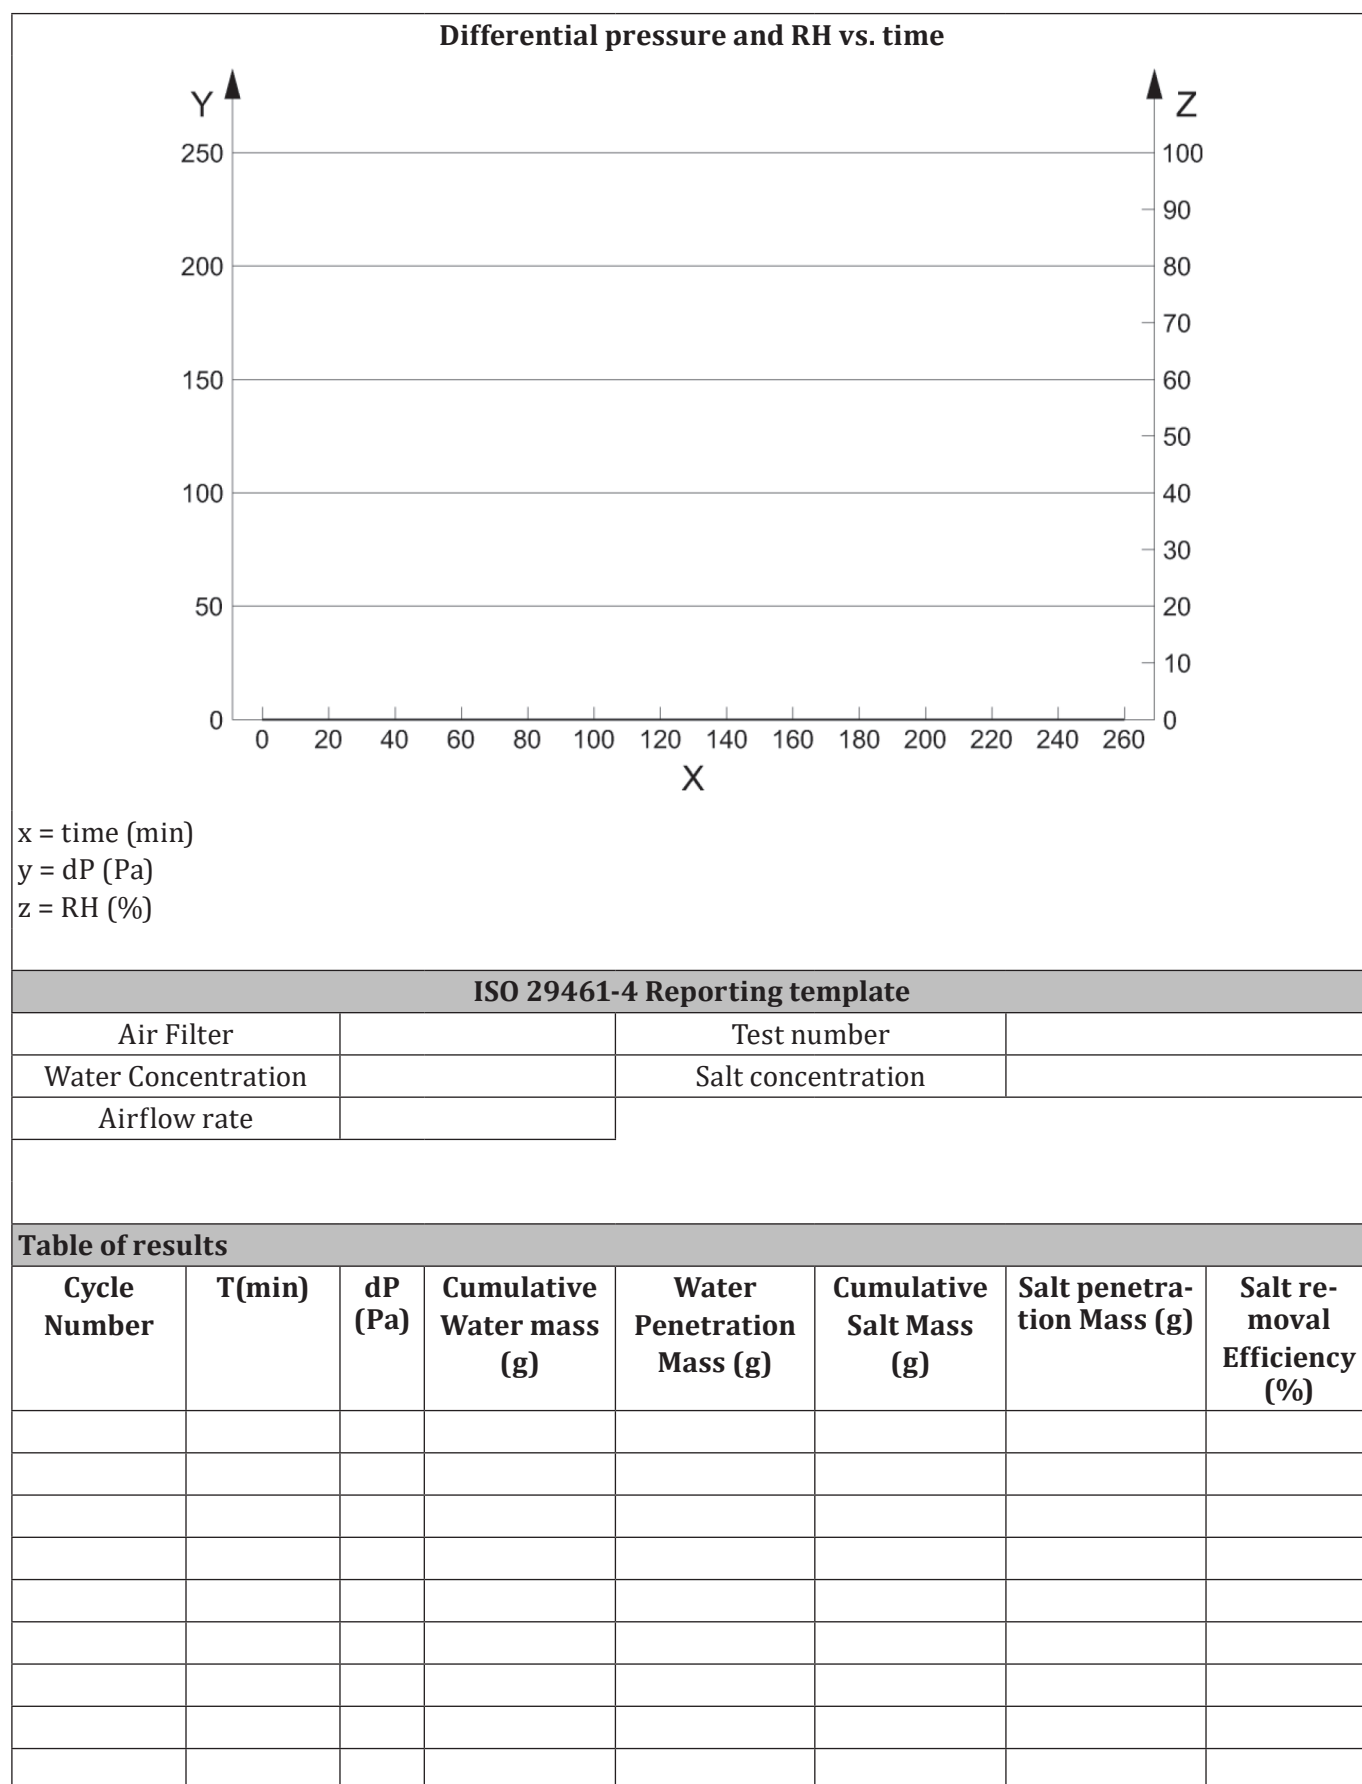 Differential pressure and RH vs. time
Y
Z
250
100
90
200
80
70
150
60
50
100
40
30
50
20
10
0
0
0 20 40 60 80 100 120 140 160 180 200 220 240 260
X
x = time (min)
y = dP (Pa)
z = RH (%)
ISO 29461-4 Reporting template
Air Filter
Test number
Water Concentration
Salt concentration
Airflow rate
Table of results
Cycle
Number
T(min)
dP
(Pa)
Cumulative
Water mass
(g)
Water
Penetration
Mass (g)
Cumulative
Salt Mass
(g)
Salt penetra-
tion Mass (g)
Salt re-
moval
Efficiency
(%)